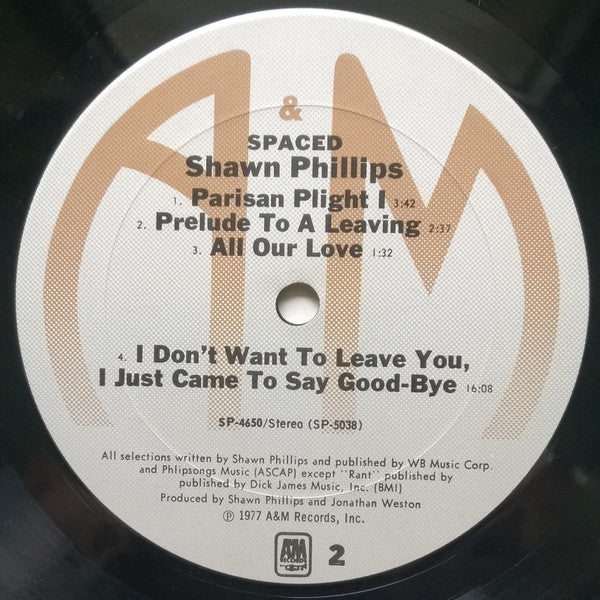 A & M
SPACED
Shawn Phillips
1. Parisan Plight I 3:42
2. Prelude To A Leaving 2:37
3. All Our Love 1:32
4. I Don't Want To Leave You,
I Just Came To Say Good-Bye 16:08
SP-4650/Stereo (SP-5038)
All selections written by Shawn Phillips and published by WB Music Corp.
and Phlipsongs Music (ASCAP) except "Rant" published by
published by Dick James Music, Inc. (BMI)
Produced by Shawn Phillips and Jonathan Weston
℗ 1977 A&M Records, Inc.
A&M
RECORDS
2